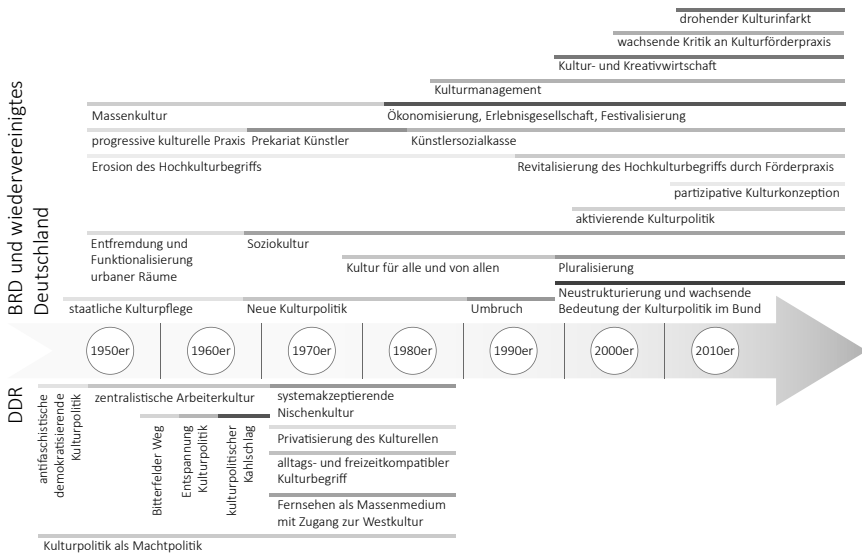 drohender Kulturinfarkt
wachsende Kritik an Kulturförderpraxis
Kultur- und Kreativwirtschaft
Kulturmanagement
Massenkultur
Ökonomisierung, Erlebnisgesellschaft, Festivalisierung
progressive kulturelle Praxis
Prekariat Künstler
Künstlersozialkasse
Erosion des Hochkulturbegriffs
Revitalisierung des Hochkulturbegriffs durch Förderpraxis
partizipative Kulturkonzeption
aktivierende Kulturpolitik
Entfremdung und
Funktionalisierung
urbaner Räume
Soziokultur
Kultur für alle und von allen
Pluralisierung
staatliche Kulturpflege
Neue Kulturpolitik
Umbruch
Neustrukturierung und wachsende
Bedeutung der Kulturpolitik im Bund
BRD und wiedervereinigtes
Deutschland
1950er
1960er
1970er
1980er
1990er
2000er
2010er
DDR
antifaschistische
demokratisierende
Kulturpolitik
zentralistische Arbeiterkultur
Bitterfelder Weg
Entspannung
Kulturpolitik
kulturpolitischer
Kahlschlag
systemakzeptierende
Nischenkultur
Privatisierung des Kulturellen
alltags- und freizeitkompatibler
Kulturbegriff
Fernsehen als Massenmedium
mit Zugang zur Westkultur
Kulturpolitik als Machtpolitik